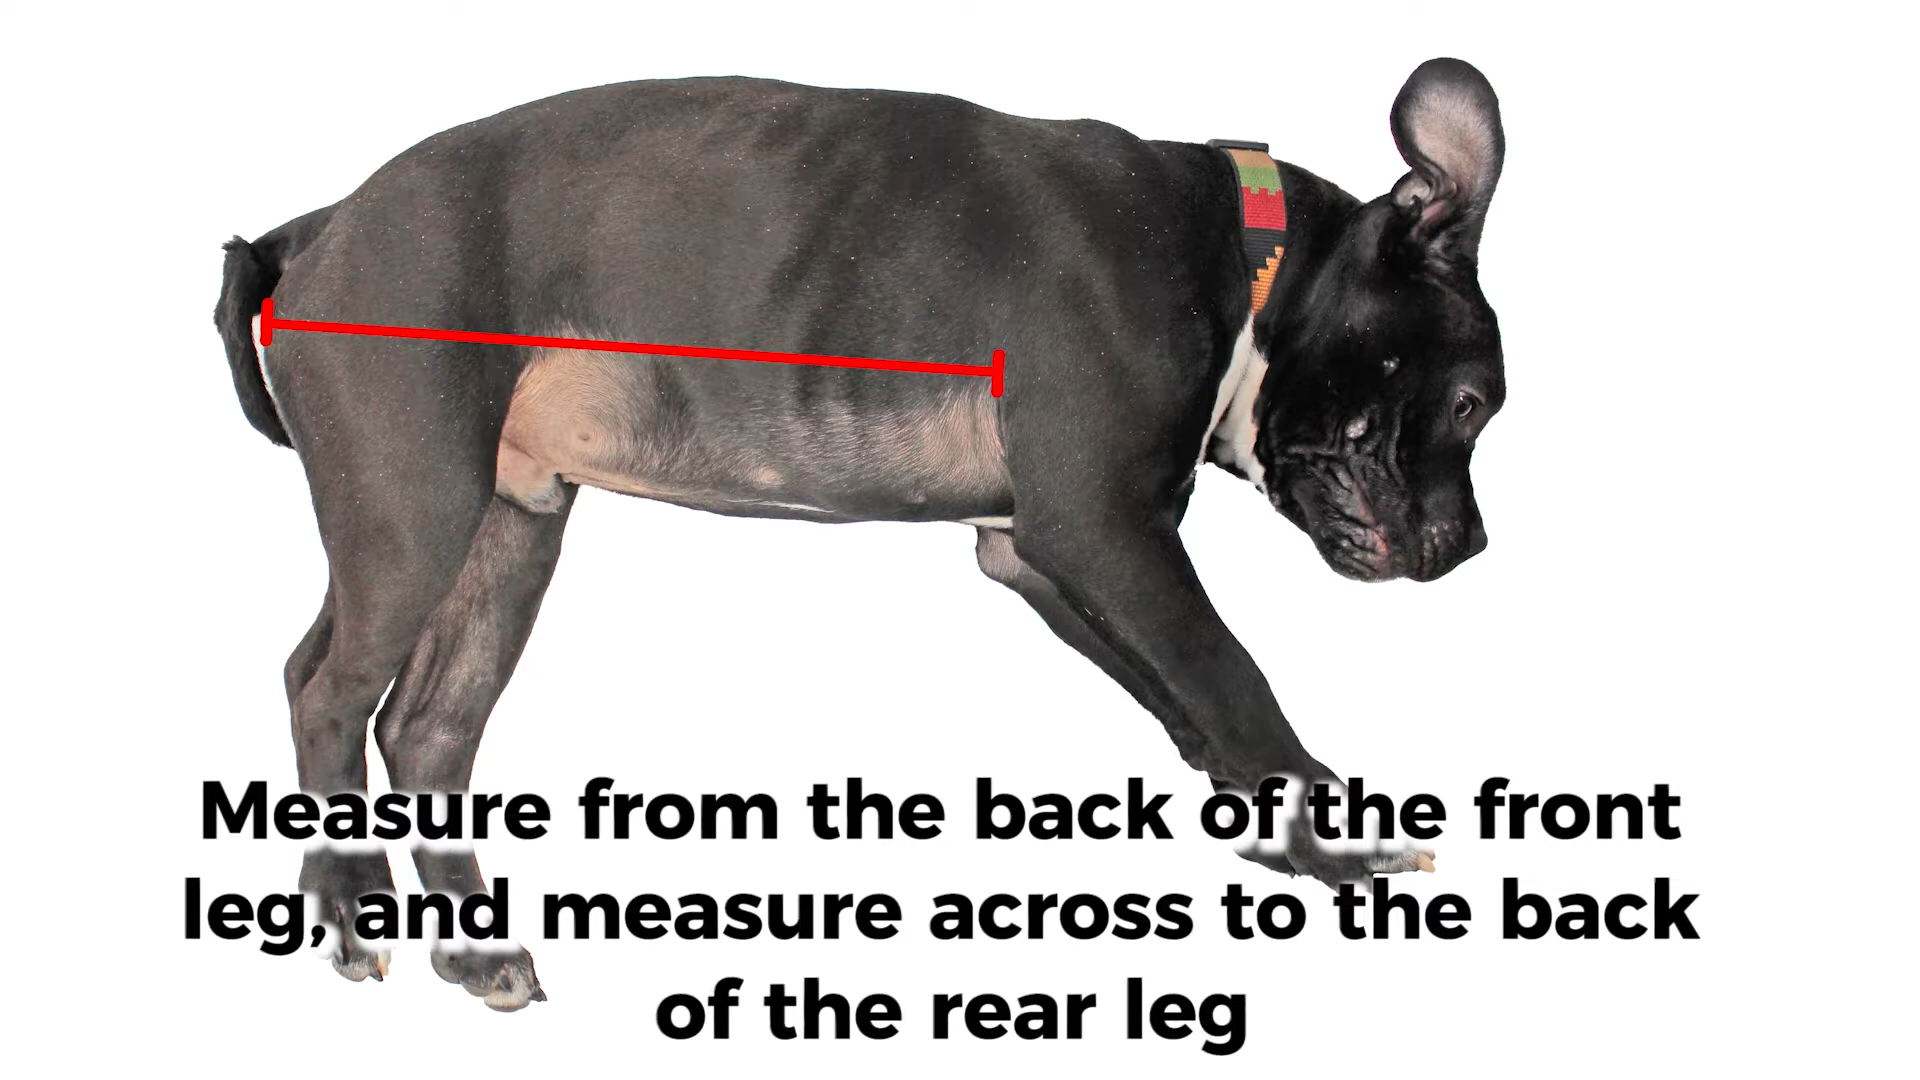 Measure from the back of the front
leg, and measure across to the back
of the rear leg